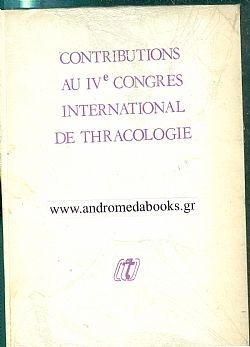 CONTRIBUTIONS
AU IVe CONGRES
INTERNATIONAL
DE THRACOLOGIE
www.andromedabooks.gr